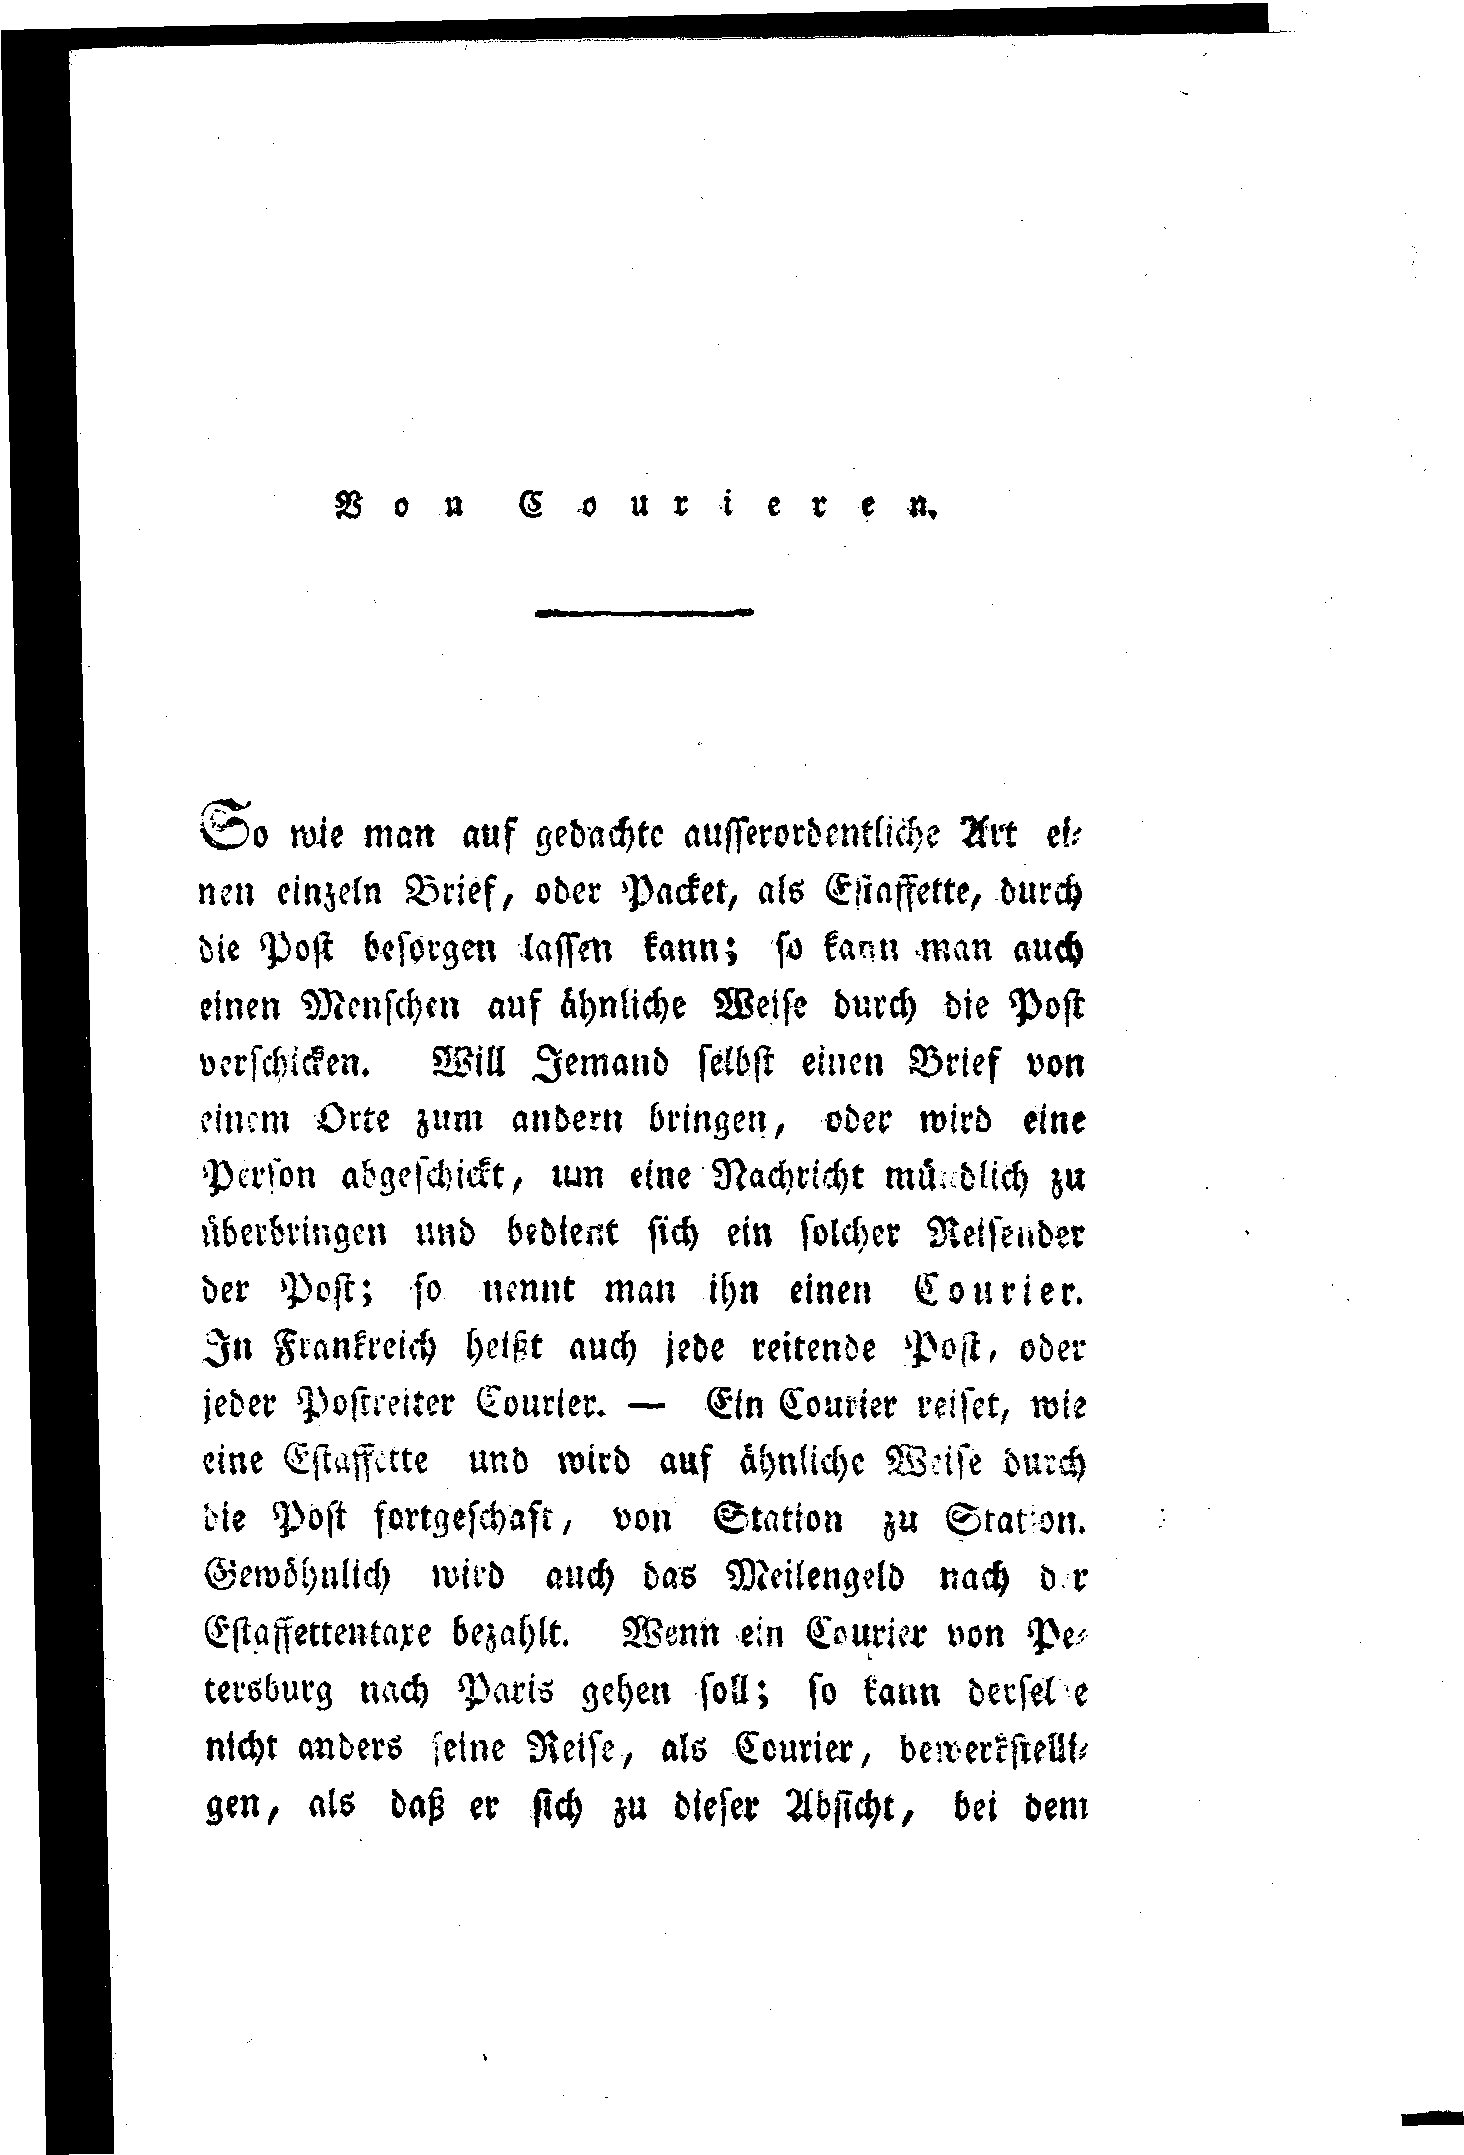 Von Courieren.
So wie man auf gedachte ausserordentliche Art ei-
nen einzeln Brief, oder Packet, als Estaffette, durch
die Post besorgen lassen kann; so kann man auch
einen Menschen auf ähnliche Weise durch die Post
verschicken. Will Jemand selbst einen Brief von
einem Orte zum andern bringen, oder wird eine
Person abgeschickt, um eine Nachricht mündlich zu
überbringen und bedient sich ein solcher Reisender
der Post; so nennt man ihn einen Courier.
In Frankreich heißt auch jede reitende Post, oder
jeder Postreiter Courier. — Ein Courier reiset, wie
eine Estaffette und wird auf ähnliche Weise durch
die Post fortgeschaft, von Station zu Station.
Gewöhnlich wird auch das Meilengeld nach der
Estaffettentaxe bezahlt. Wenn ein Courier von Pe-
tersburg nach Paris gehen soll; so kann derselbe
nicht anders seine Reise, als Courier, bewerkstelli-
gen, als daß er sich zu dieser Absicht, bei dem